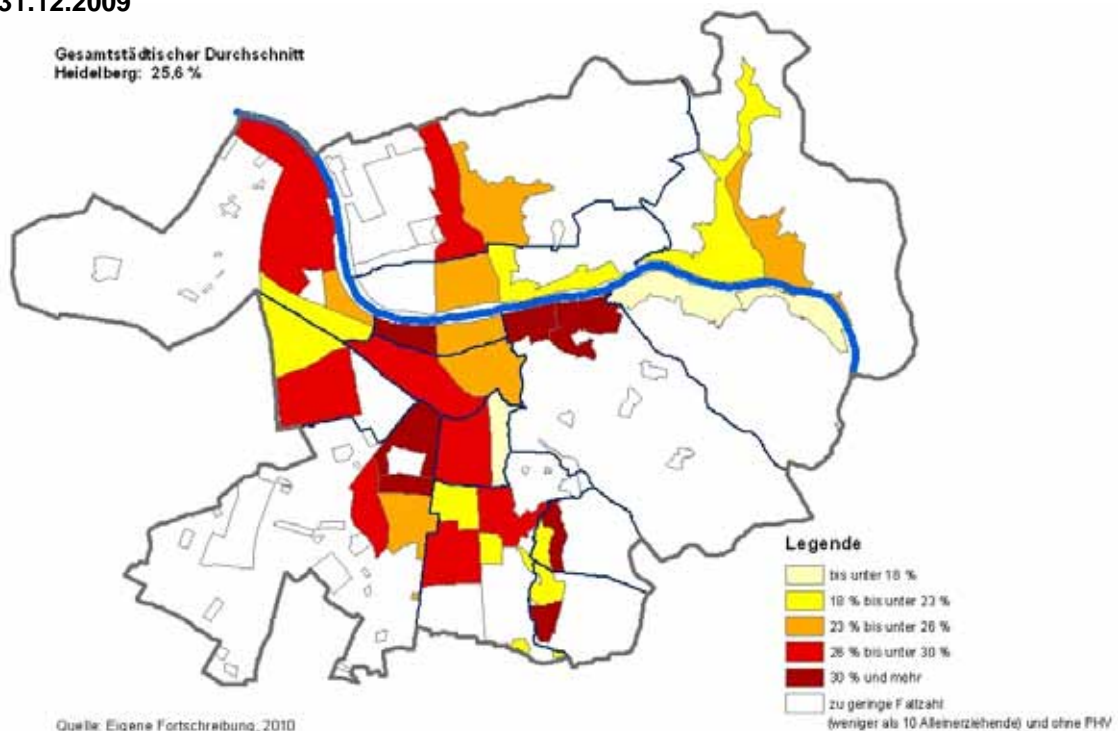 31.12.2009
Gesamtstädtischer Durchschnitt
Heidelberg: 25,6 %
Legende
bis unter 18 %
18 % bis unter 23 %
23 % bis unter 26 %
26 % bis unter 30 %
30 % und mehr
zu geringe Fallzahl
(weniger als 10 Alleinerziehende) und ohne PHV
Quelle: Eigene Fortschreibung, 2010